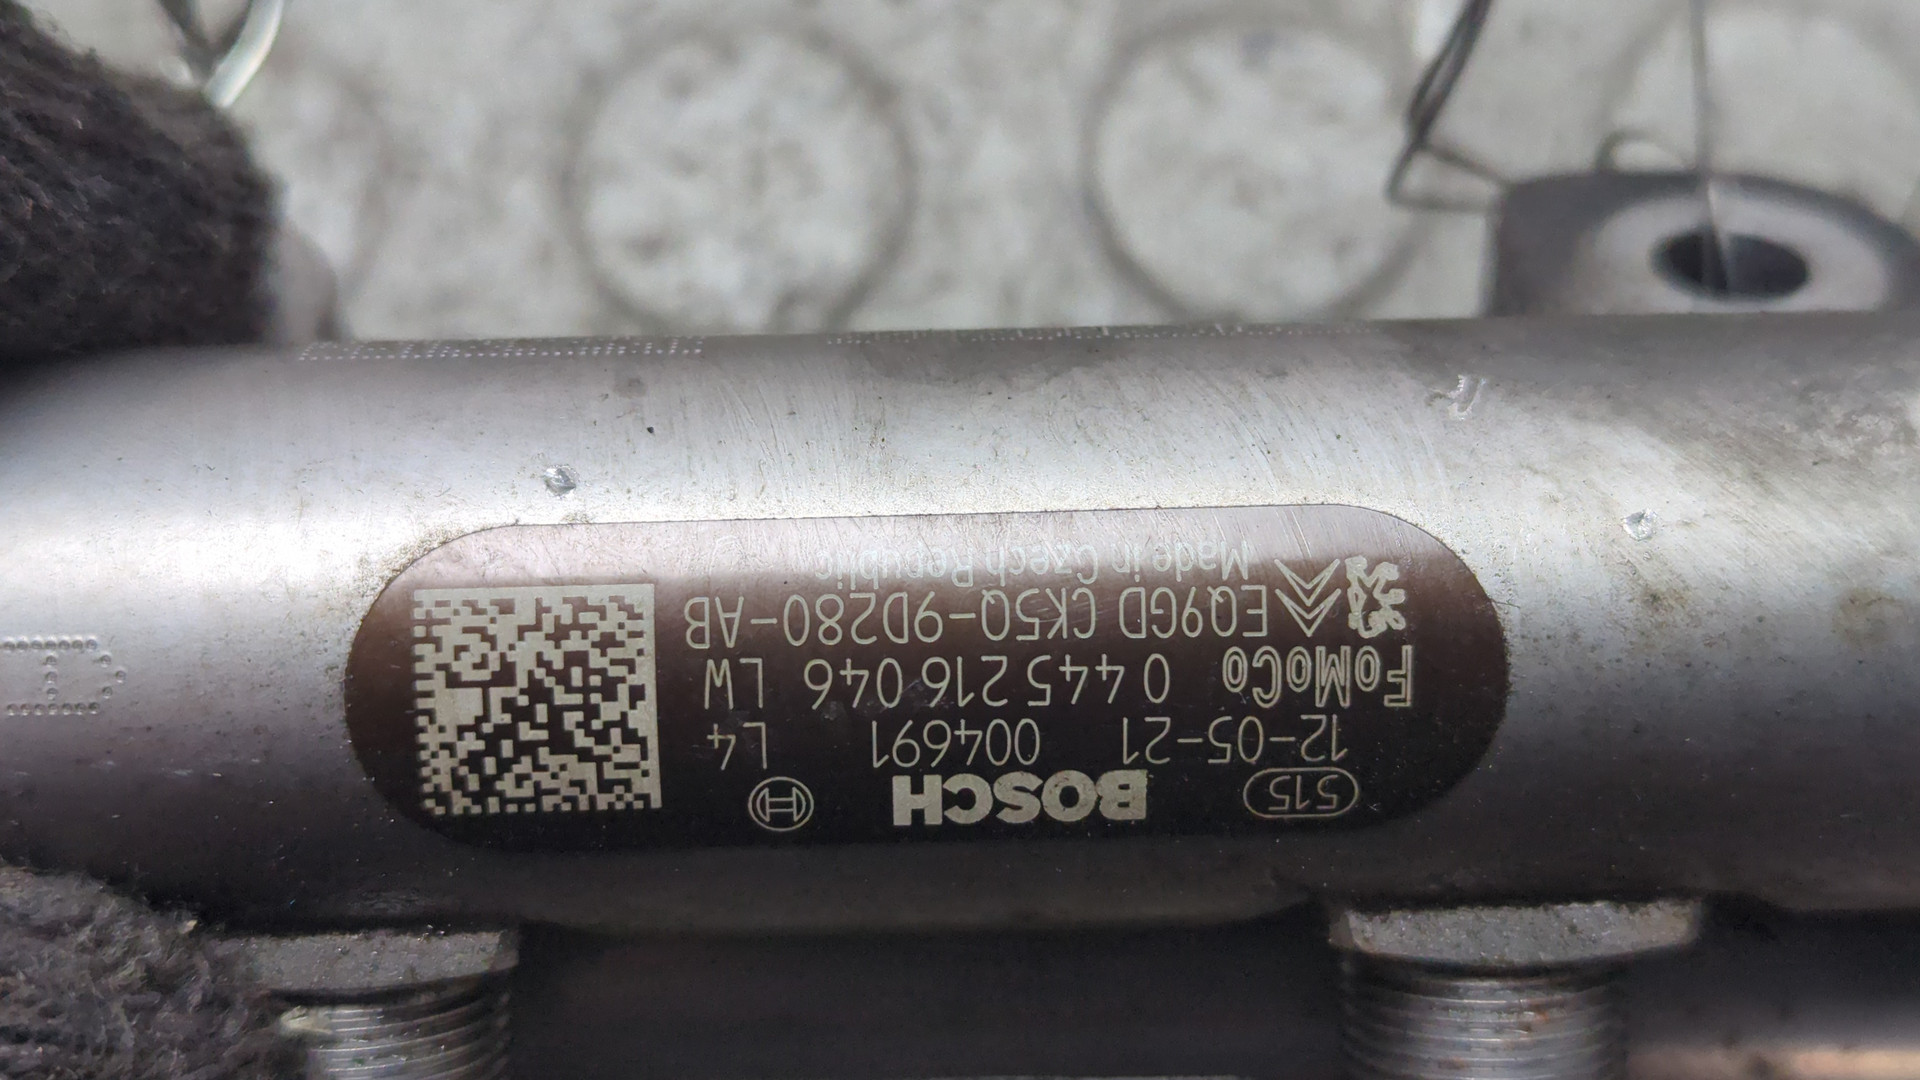 515 BOSCH
12-05-21 004691 L4
FoMoCo 0 445 216 046 LW
EQ9GD CK5Q-9D280-AB
Made in Czech Republic